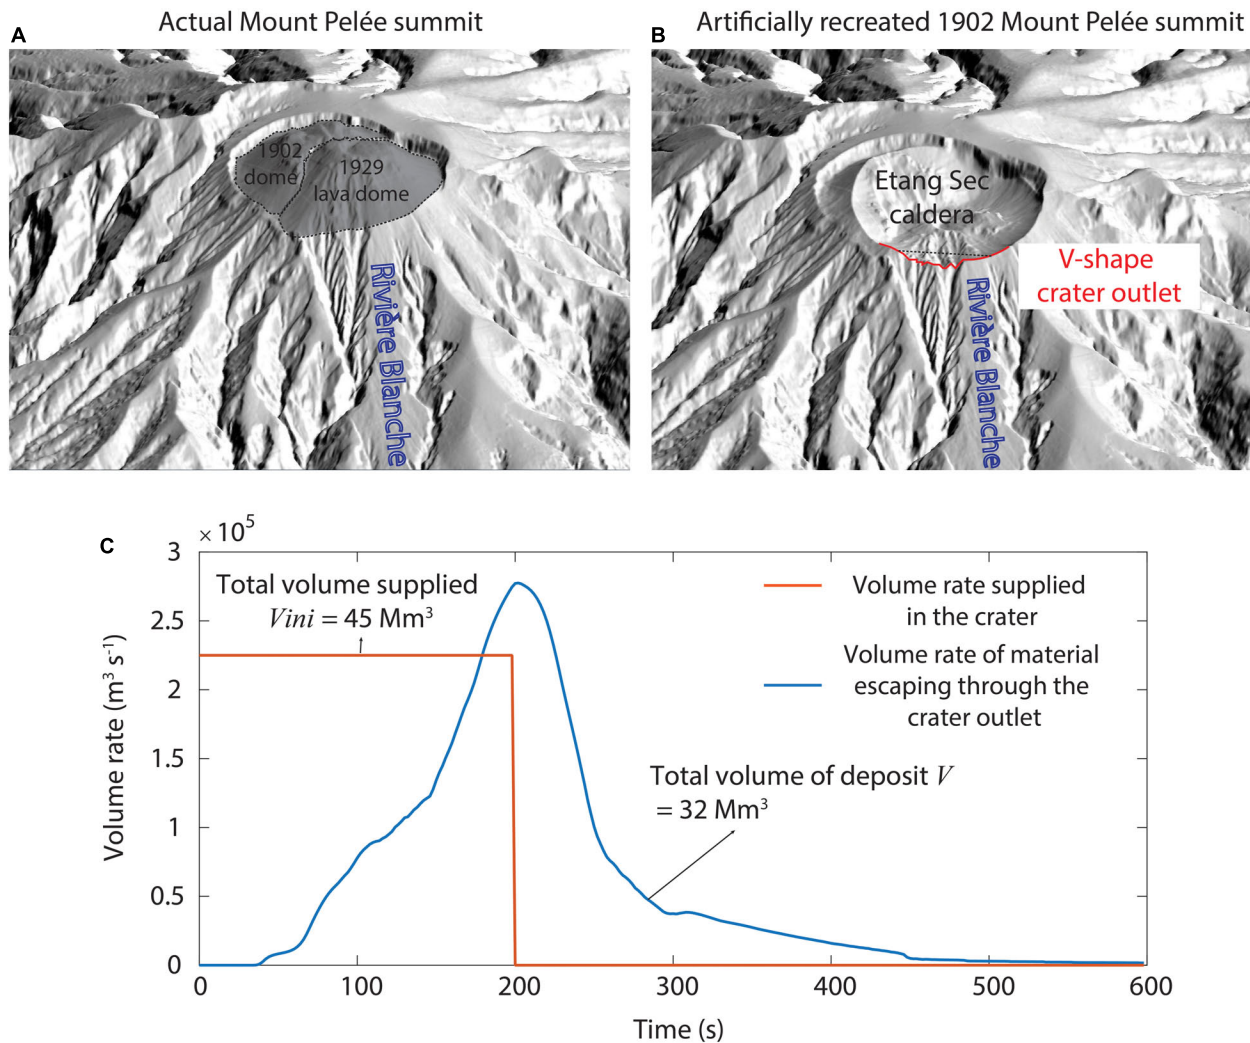 Actual Mount Pelée summit
A
1902
dome
1929
lava dome
Rivière Blanche
Artificially recreated 1902 Mount Pelée summit
B
Etang Sec
caldera
V-shape
crater outlet
Rivière Blanche
C
× 10⁵
3
2.5
2
1.5
1
0.5
0
Volume rate (m³ s⁻¹)
Total volume supplied
Vini = 45 Mm³
Volume rate supplied
in the crater
Volume rate of material
escaping through the
crater outlet
Total volume of deposit V
= 32 Mm³
0 100 200 300 400 500 600
Time (s)